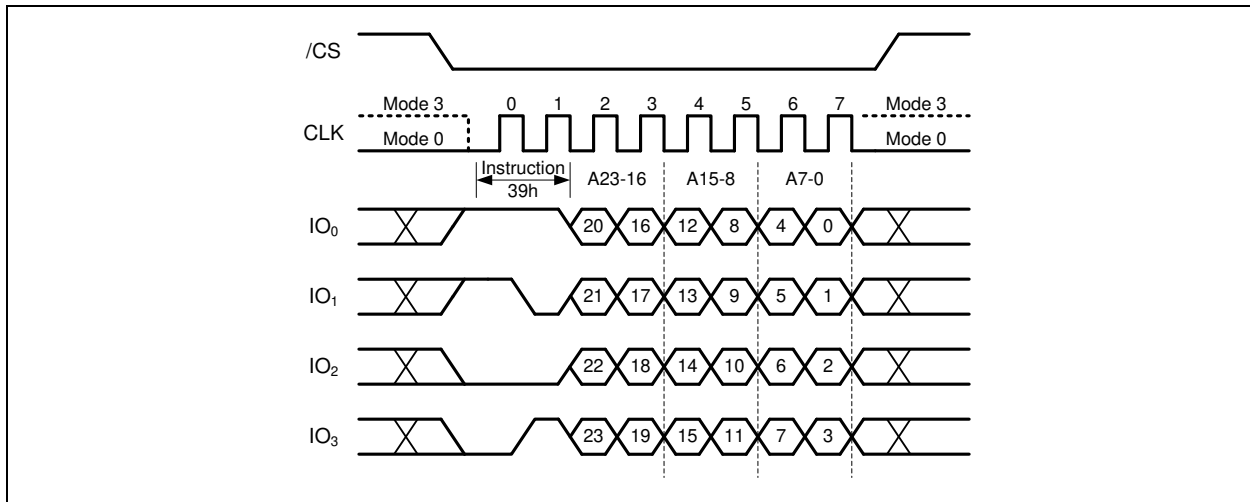 /CS
Mode 3 0 1 2 3 4 5 6 7 Mode 3
CLK
Mode 0 Mode 0
Instruction
39h
A23-16 A15-8 A7-0
IO₀ 20 16 12 8 4 0
IO₁ 21 17 13 9 5 1
IO₂ 22 18 14 10 6 2
IO₃ 23 19 15 11 7 3